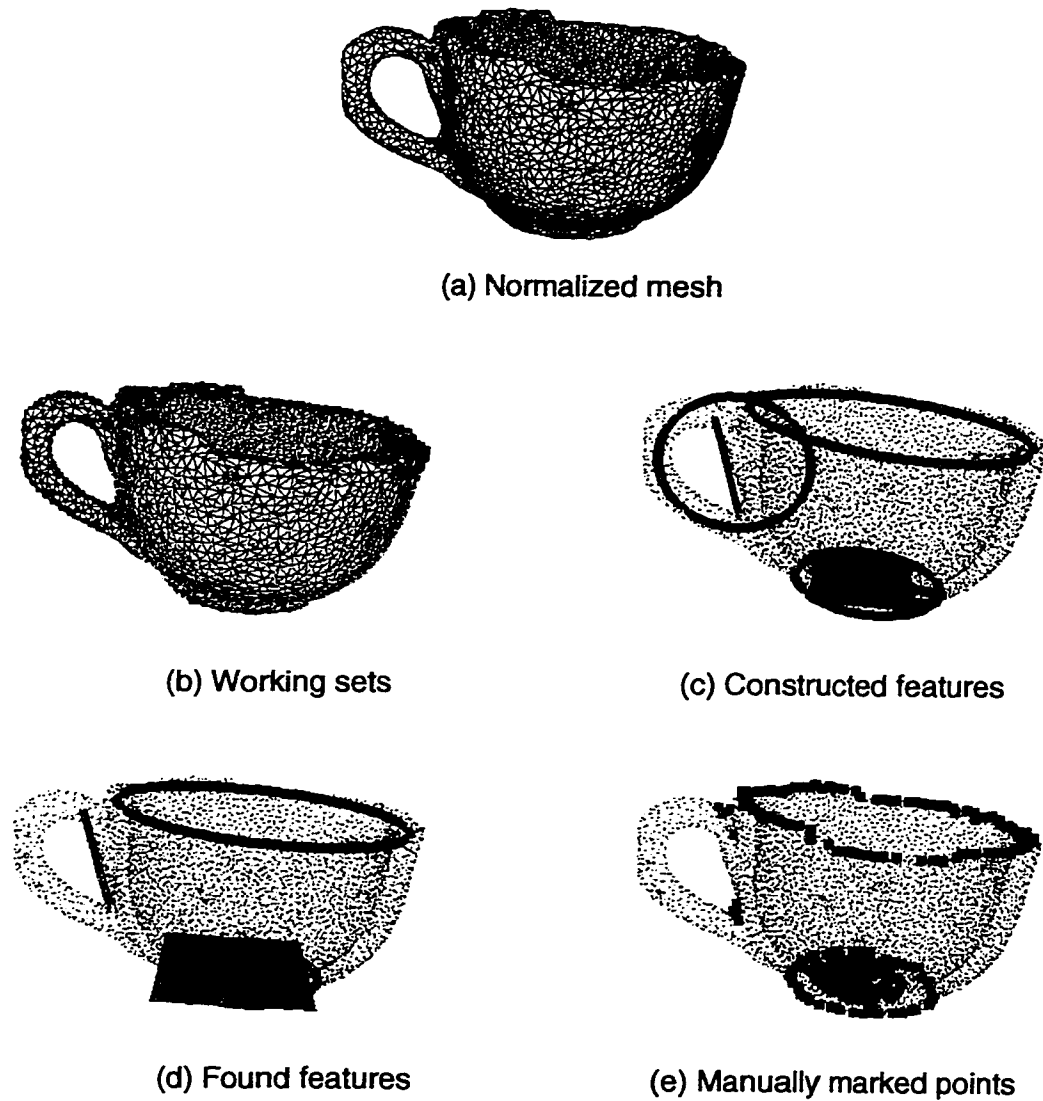 (a) Normalized mesh
(b) Working sets
(c) Constructed features
(d) Found features
(e) Manually marked points